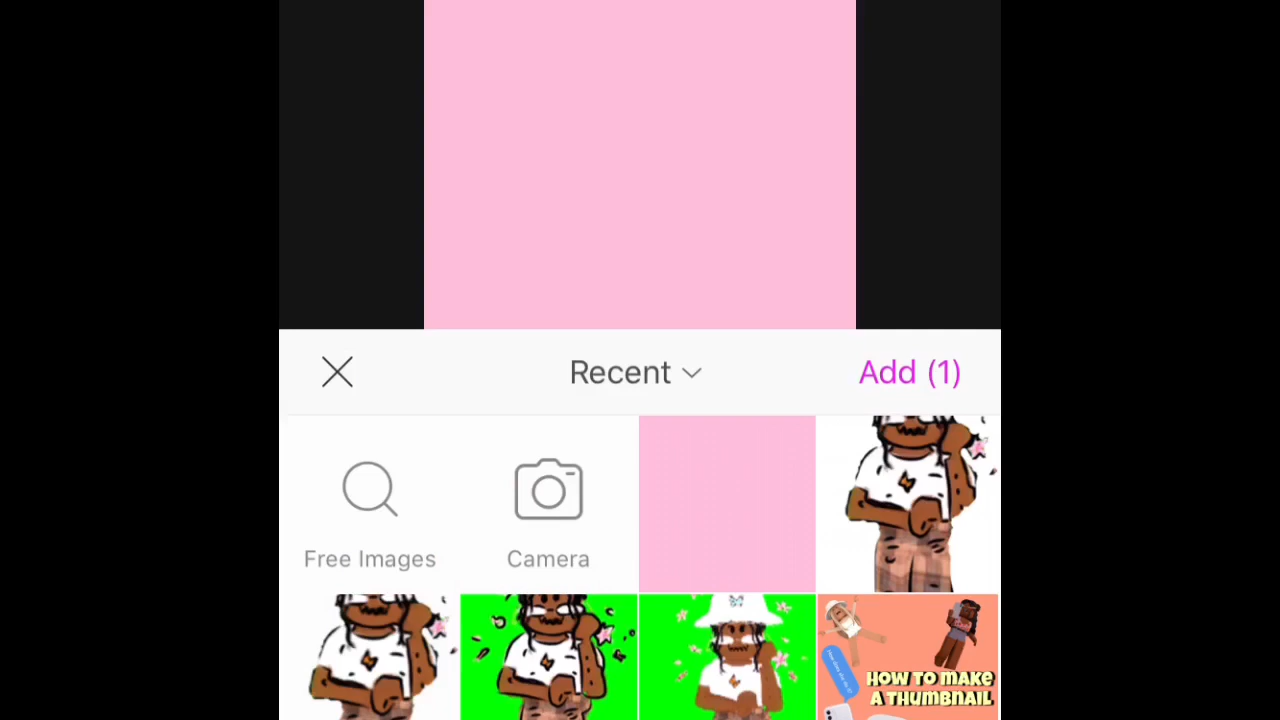 Recent
Add (1)
Free Images
Camera
HOW TO MAKE
A THUMBNAIL